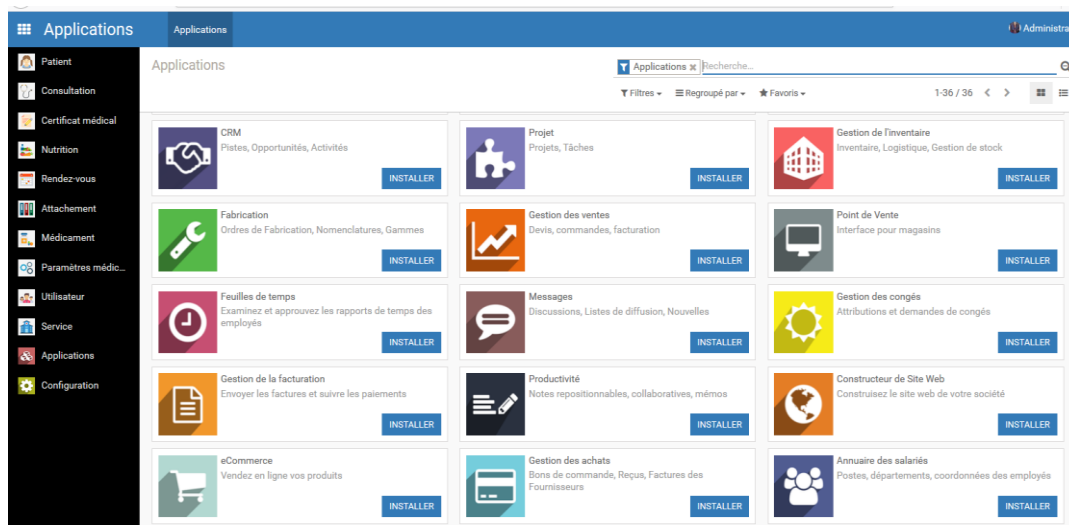 Applications
Applications
Administra
Patient
Consultation
Certificat médical
Nutrition
Rendez-vous
Attachement
Médicament
Paramètres médic...
Utilisateur
Service
Applications
Configuration
Applications
Applications × Recherche...
Filtres
Regroupé par
Favoris
1-36 / 36
CRM
Pistes, Opportunités, Activités
INSTALLER
Projet
Projets, Tâches
INSTALLER
Gestion de l'inventaire
Inventaire, Logistique, Gestion de stock
INSTALLER
Fabrication
Ordres de Fabrication, Nomenclatures, Gammes
INSTALLER
Gestion des ventes
Devis, commandes, facturation
INSTALLER
Point de Vente
Interface pour magasins
INSTALLER
Feuilles de temps
Examinez et approuvez les rapports de temps des
employés
INSTALLER
Messages
Discussions, Listes de diffusion, Nouvelles
INSTALLER
Gestion des congés
Attributions et demandes de congés
INSTALLER
Gestion de la facturation
Envoyer les factures et suivre les paiements
INSTALLER
Productivité
Notes repositionnables, collaboratives, mémos
INSTALLER
Constructeur de Site Web
Construisez le site web de votre société
INSTALLER
eCommerce
Vendez en ligne vos produits
INSTALLER
Gestion des achats
Bons de commande, Reçus, Factures des
Fournisseurs
INSTALLER
Annuaire des salariés
Postes, départements, coordonnées des employés
INSTALLER